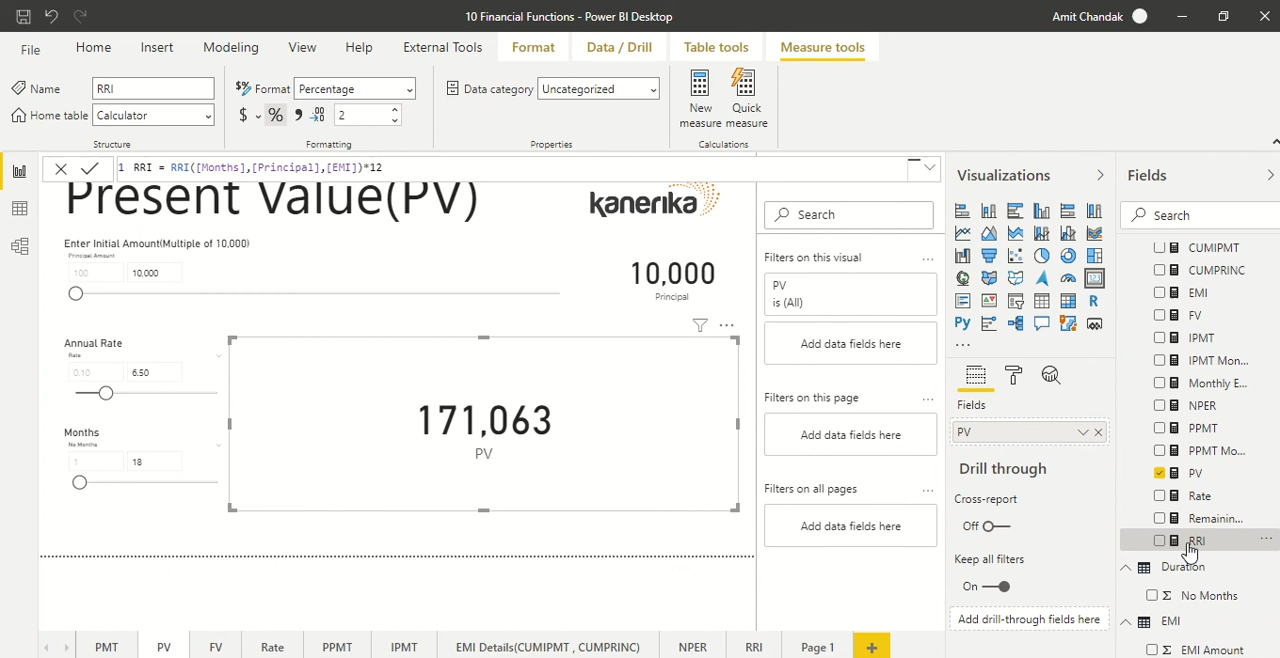 10 Financial Functions - Power BI Desktop
Amit Chandak
File
Home
Insert
Modeling
View
Help
External Tools
Format
Data / Drill
Table tools
Measure tools
Name
RRI
Home table
Calculator
Structure
Format
Percentage
$
%
2
Formatting
Data category
Uncategorized
Properties
New
measure
Quick
measure
Calculations
1 RRI = RRI([Months],[Principal],[EMI])*12
Present Value(PV)
kanerika
Enter Initial Amount(Multiple of 10,000)
Principal Amount
100
10,000
10,000
Principal
Annual Rate
Rate
0.10
6.50
Months
No Months
1
18
171,063
PV
Search
Filters on this visual
...
PV
is (All)
Add data fields here
Filters on this page
...
Add data fields here
Filters on all pages
...
Add data fields here
Visualizations
R
Py
...
Fields
PV
Drill through
Cross-report
Off
Keep all filters
On
Add drill-through fields here
Fields
Search
CUMIPMT
CUMPRINC
EMI
FV
IPMT
IPMT Mon...
Monthly E...
NPER
PPMT
PPMT Mo...
PV
Rate
Remainin...
RRI
...
Duration
Σ No Months
EMI
Σ EMI Amount
PMT
PV
FV
Rate
PPMT
IPMT
EMI Details(CUMIPMT , CUMPRINC)
NPER
RRI
Page 1
+